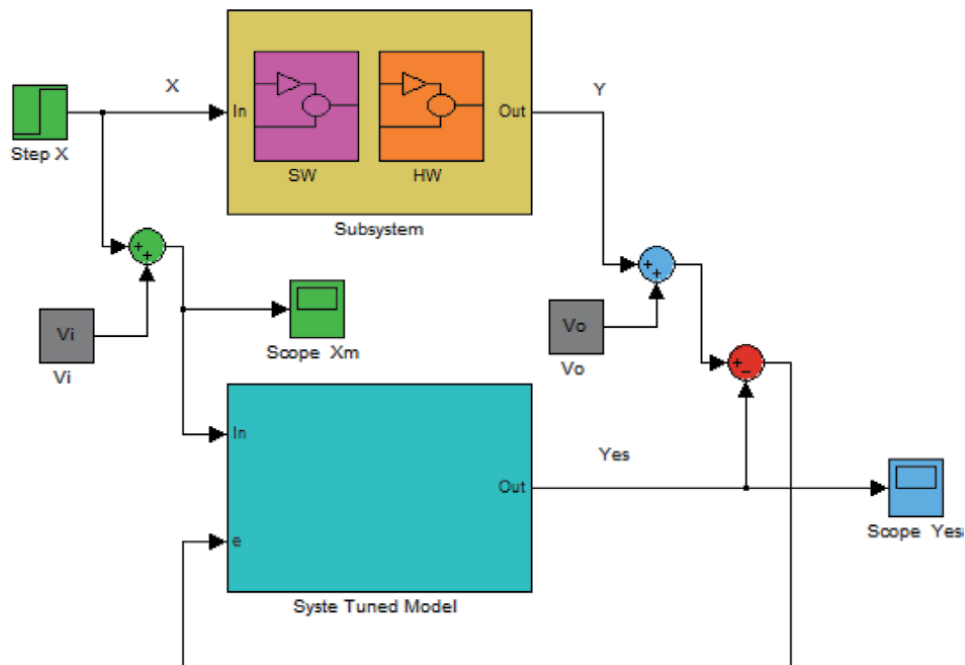 X
Y
In
Out
Step X
SW
HW
Subsystem
+
+
+
+
Vi
Vi
Scope Xm
Vo
Vo
+
-
In
Yes
Out
e
Scope Yesa
Syste Tuned Model